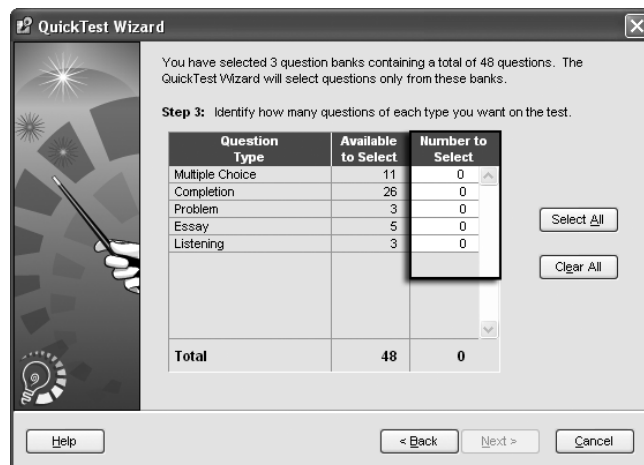 QuickTest Wizard
You have selected 3 question banks containing a total of 48 questions. The
QuickTest Wizard will select questions only from these banks.
Step 3: Identify how many questions of each type you want on the test.
Question Type Available to Select Number to Select
Multiple Choice 11 0
Completion 26 0
Problem 3 0
Essay 5 0
Listening 3 0
Total 48 0
Select All
Clear All
Help < Back Next > Cancel